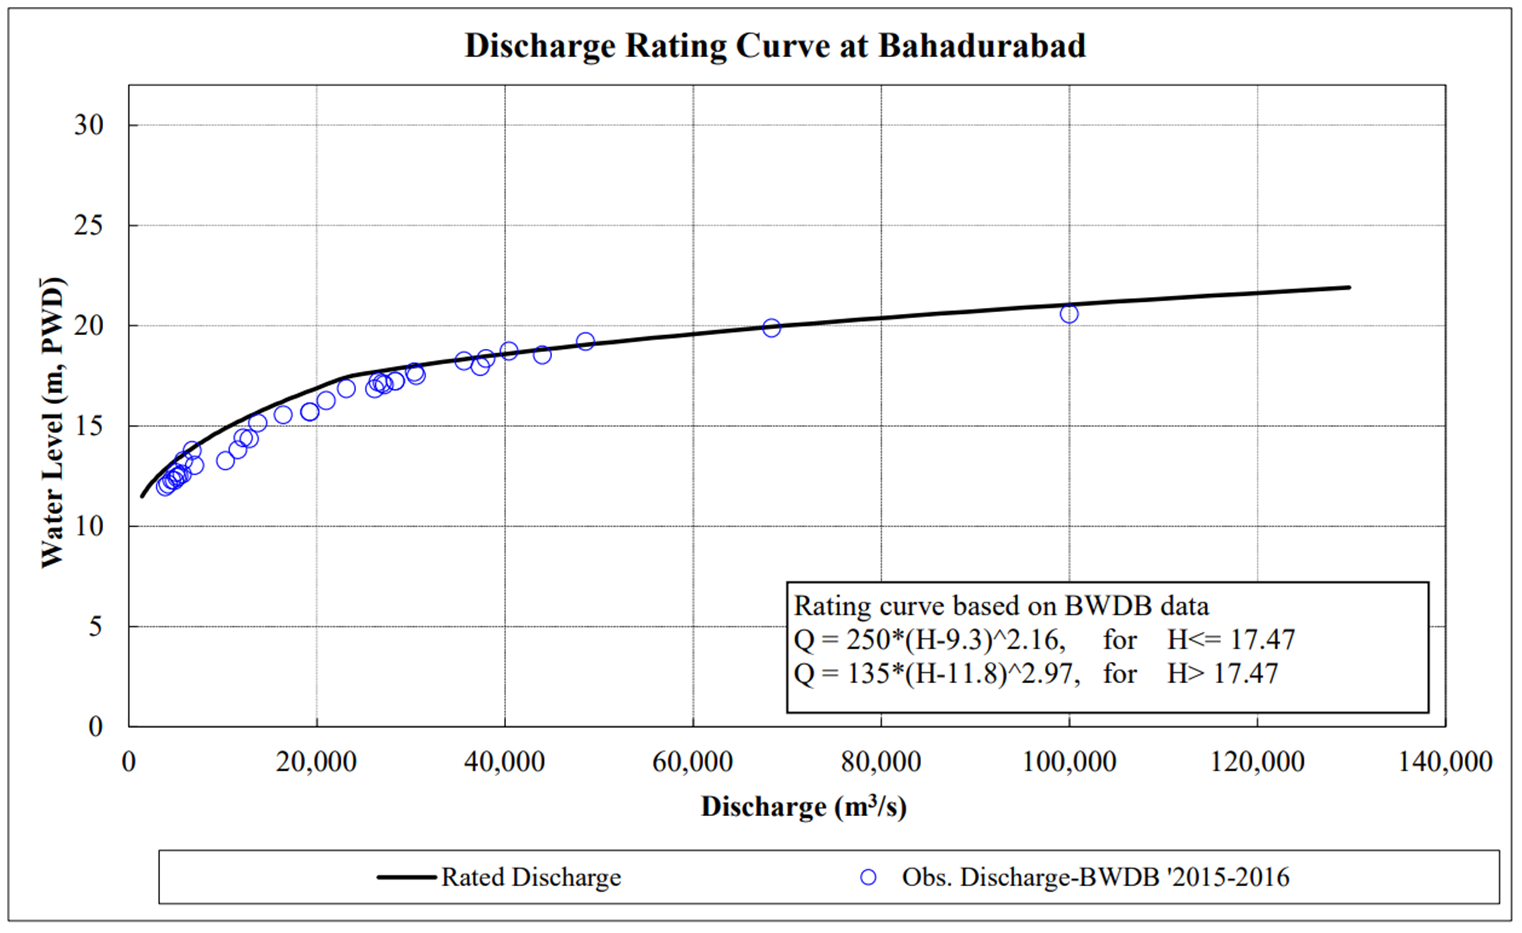 Discharge Rating Curve at Bahadurabad
30
25
20
15
10
5
0
Water Level (m, PWD)
0 20,000 40,000 60,000 80,000 100,000 120,000 140,000
Discharge (m³/s)
Rating curve based on BWDB data
Q = 250*(H-9.3)^2.16, for H<= 17.47
Q = 135*(H-11.8)^2.97, for H> 17.47
Rated Discharge
Obs. Discharge-BWDB '2015-2016